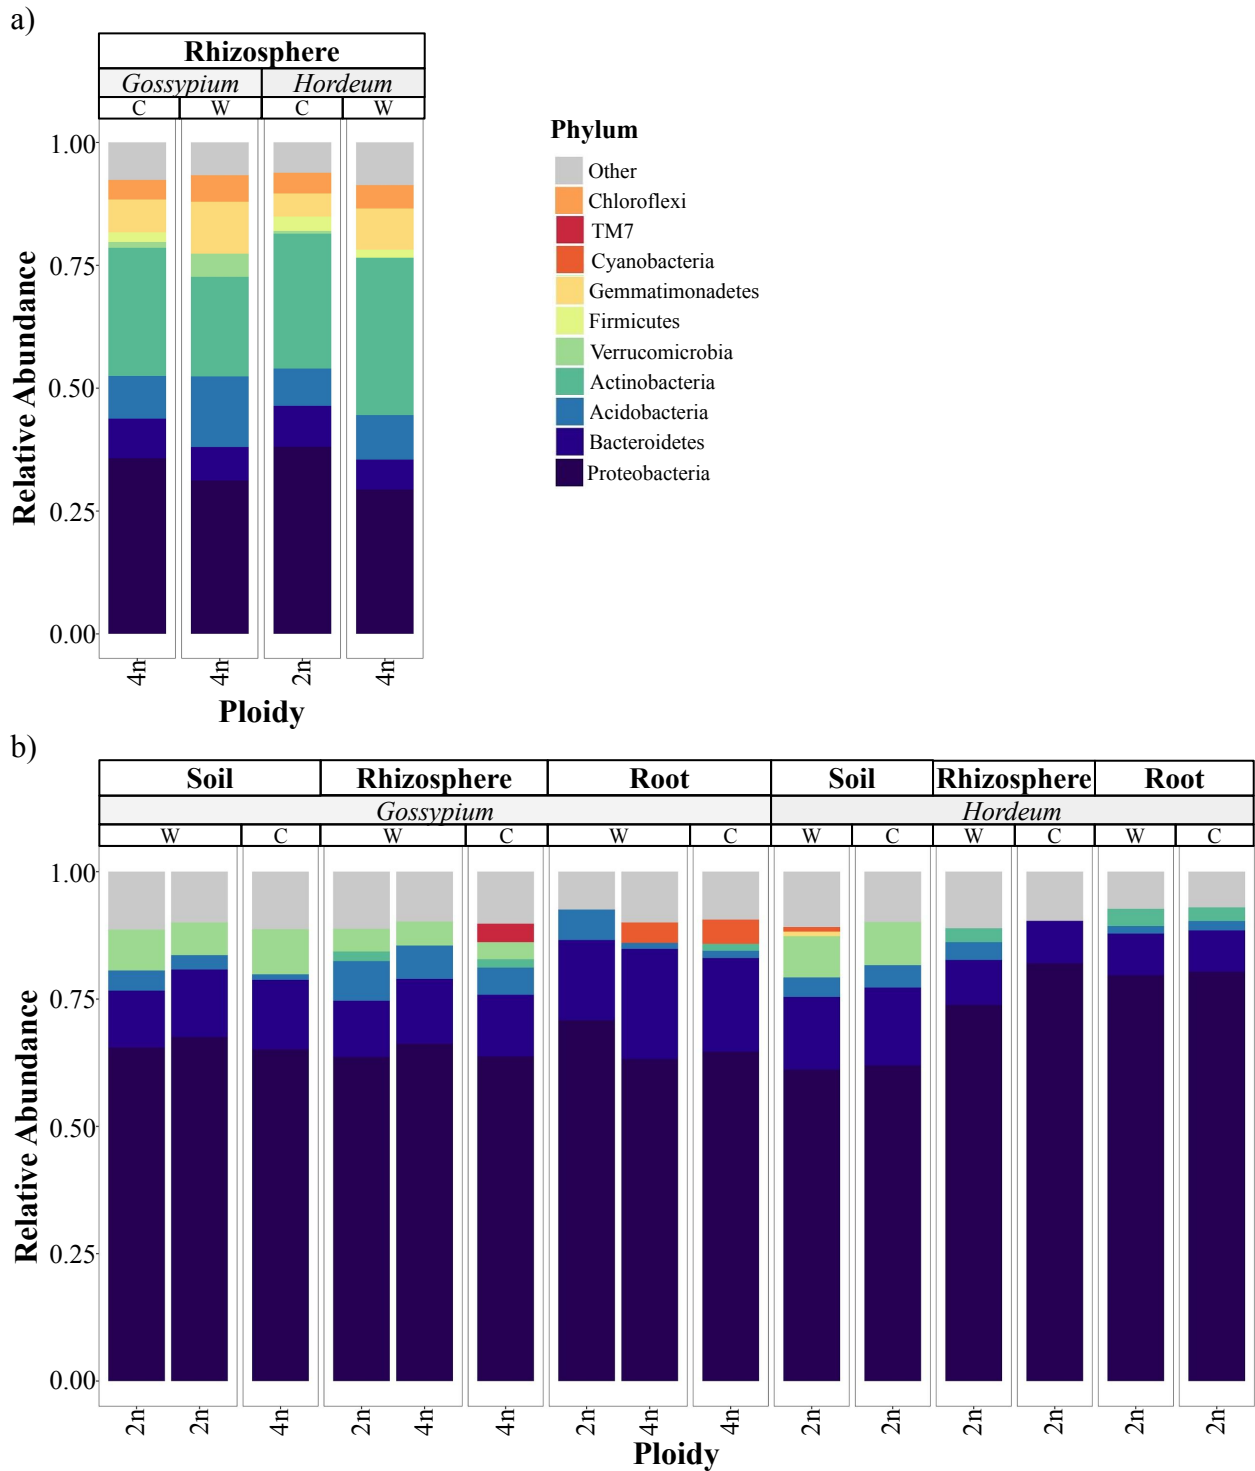 a)
Rhizosphere
Gossypium Hordeum
C W C W
1.00
0.75
0.50
0.25
0.00
Relative Abundance
4n 4n 2n 4n
Ploidy
Phylum
Other
Chloroflexi
TM7
Cyanobacteria
Gemmatimonadetes
Firmicutes
Verrucomicrobia
Actinobacteria
Acidobacteria
Bacteroidetes
Proteobacteria
b)
Soil Rhizosphere Root Soil Rhizosphere Root
Gossypium Hordeum
W C W C W C W C W C W C
1.00
0.75
0.50
0.25
0.00
Relative Abundance
2n 2n 4n 2n 4n 4n 2n 4n 4n 2n 2n 2n 2n 2n 2n
Ploidy